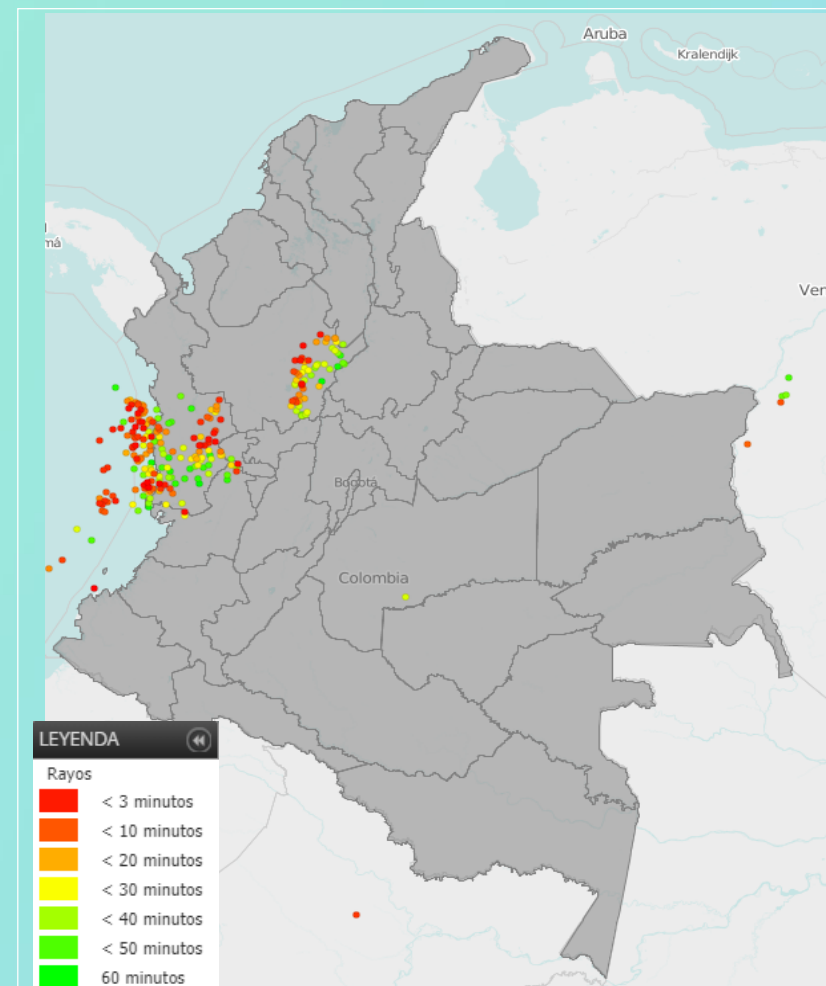 Aruba
Kralendijk
má
Ver
Bogotá
Colombia
LEYENDA
Rayos
< 3 minutos
< 10 minutos
< 20 minutos
< 30 minutos
< 40 minutos
< 50 minutos
60 minutos